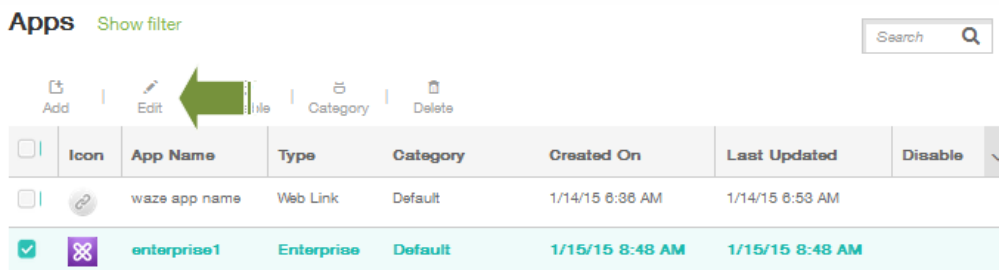 Apps Show filter
Search
Add Edit Category Delete
Icon App Name Type Category Created On Last Updated Disable
waze app name Web Link Default 1/14/15 6:36 AM 1/14/15 6:53 AM
enterprise1 Enterprise Default 1/15/15 8:48 AM 1/15/15 8:48 AM